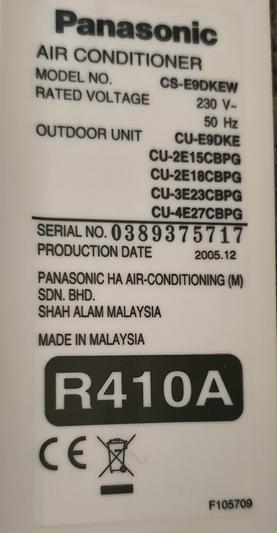 Panasonic
AIR CONDITIONER
MODEL NO. CS-E9DKEW
RATED VOLTAGE 230 V~
50 Hz
OUTDOOR UNIT CU-E9DKE
CU-2E15CBPG
CU-2E18CBPG
CU-3E23CBPG
CU-4E27CBPG
SERIAL NO. 0389375717
PRODUCTION DATE 2005.12
PANASONIC HA AIR-CONDITIONING (M)
SDN. BHD.
SHAH ALAM MALAYSIA
MADE IN MALAYSIA
R410A
CE
F105709